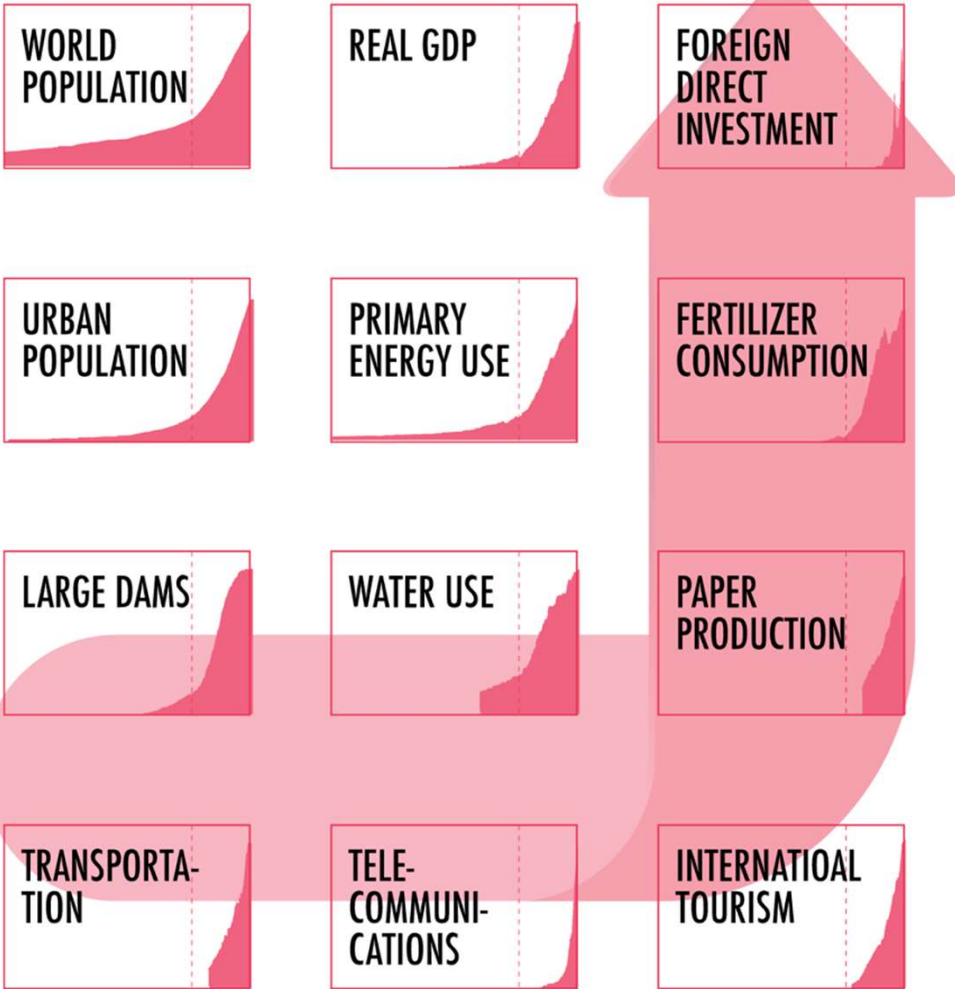 WORLD
POPULATION
REAL GDP
FOREIGN
DIRECT
INVESTMENT
URBAN
POPULATION
PRIMARY
ENERGY USE
FERTILIZER
CONSUMPTION
LARGE DAMS
WATER USE
PAPER
PRODUCTION
TRANSPORTA-
TION
TELE-
COMMUNI-
CATIONS
INTERNATIOAL
TOURISM